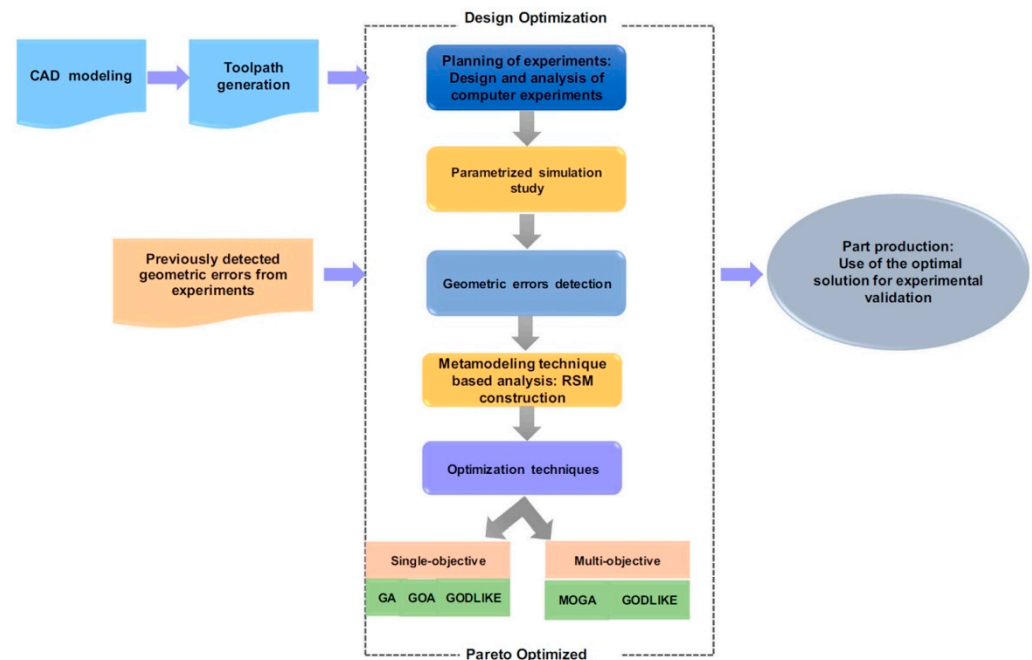 Design Optimization
CAD modeling
Toolpath
generation
Planning of experiments:
Design and analysis of
computer experiments
Parametrized simulation
study
Previously detected
geometric errors from
experiments
Geometric errors detection
Part production:
Use of the optimal
solution for experimental
validation
Metamodeling technique
based analysis: RSM
construction
Optimization techniques
Single-objective
GA GOA GODLIKE
Multi-objective
MOGA GODLIKE
Pareto Optimized